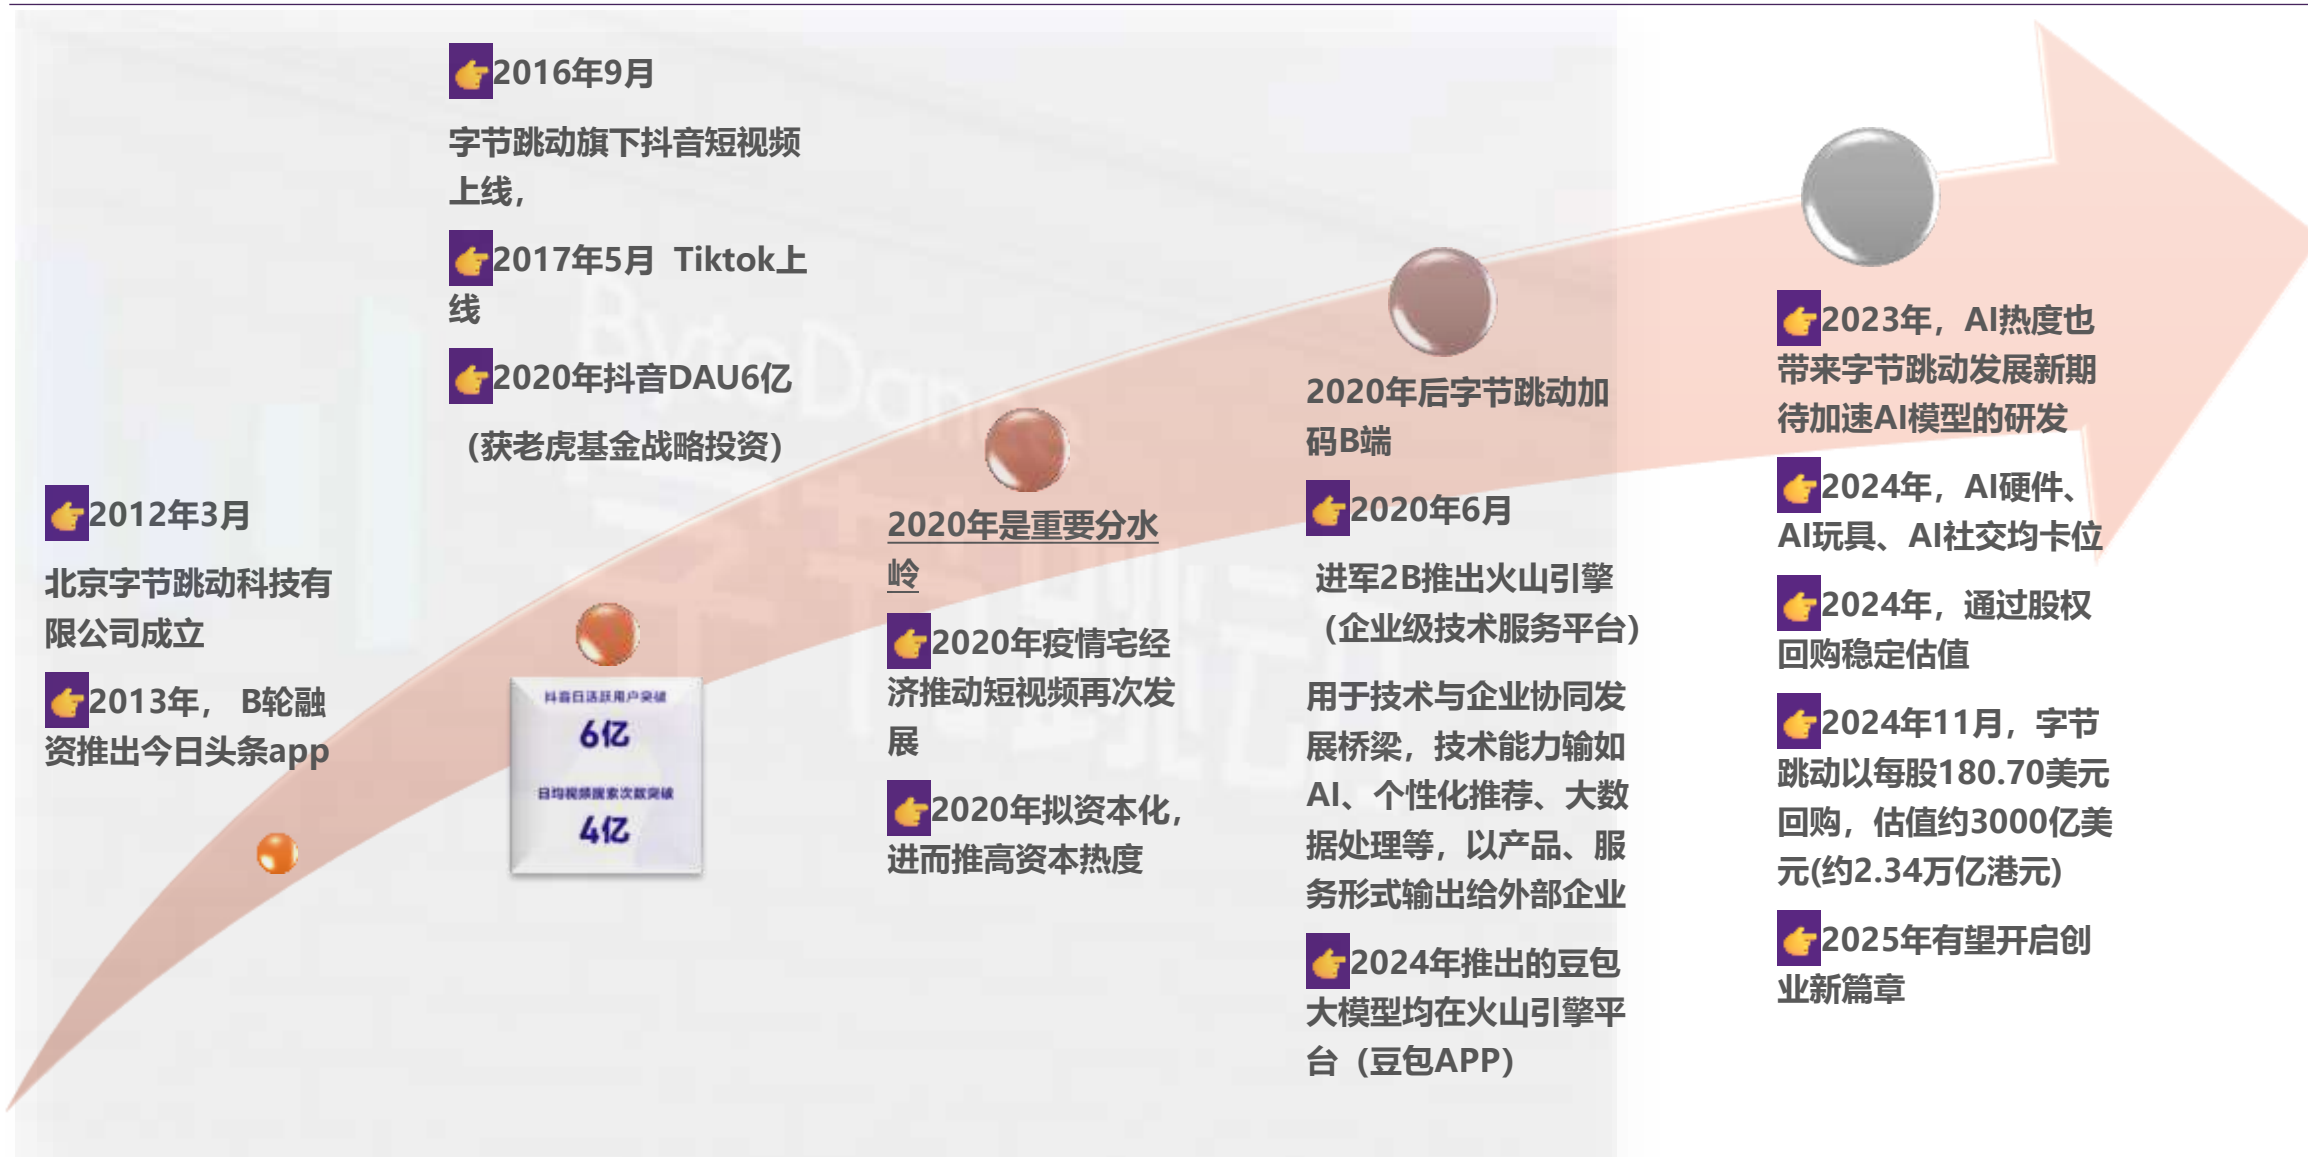 2012年3月
北京字节跳动科技有
限公司成立
2013年， B轮融
资推出今日头条app
2016年9月
字节跳动旗下抖音短视频
上线，
2017年5月 Tiktok上
线
2020年抖音DAU6亿
（获老虎基金战略投资）
抖音日活跃用户突破
6亿
日均视频搜索次数突破
4亿
ByteDance
字节跳动
2020年是重要分水
岭
2020年疫情宅经
济推动短视频再次发
展
2020年拟资本化，
进而推高资本热度
2020年后字节跳动加
码B端
2020年6月
进军2B推出火山引擎
（企业级技术服务平台）
用于技术与企业协同发
展桥梁，技术能力输如
AI、个性化推荐、大数
据处理等，以产品、服
务形式输出给外部企业
2024年推出的豆包
大模型均在火山引擎平
台（豆包APP）
2023年，AI热度也
带来字节跳动发展新期
待加速AI模型的研发
2024年，AI硬件、
AI玩具、AI社交均卡位
2024年，通过股权
回购稳定估值
2024年11月，字节
跳动以每股180.70美元
回购，估值约3000亿美
元(约2.34万亿港元)
2025年有望开启创
业新篇章